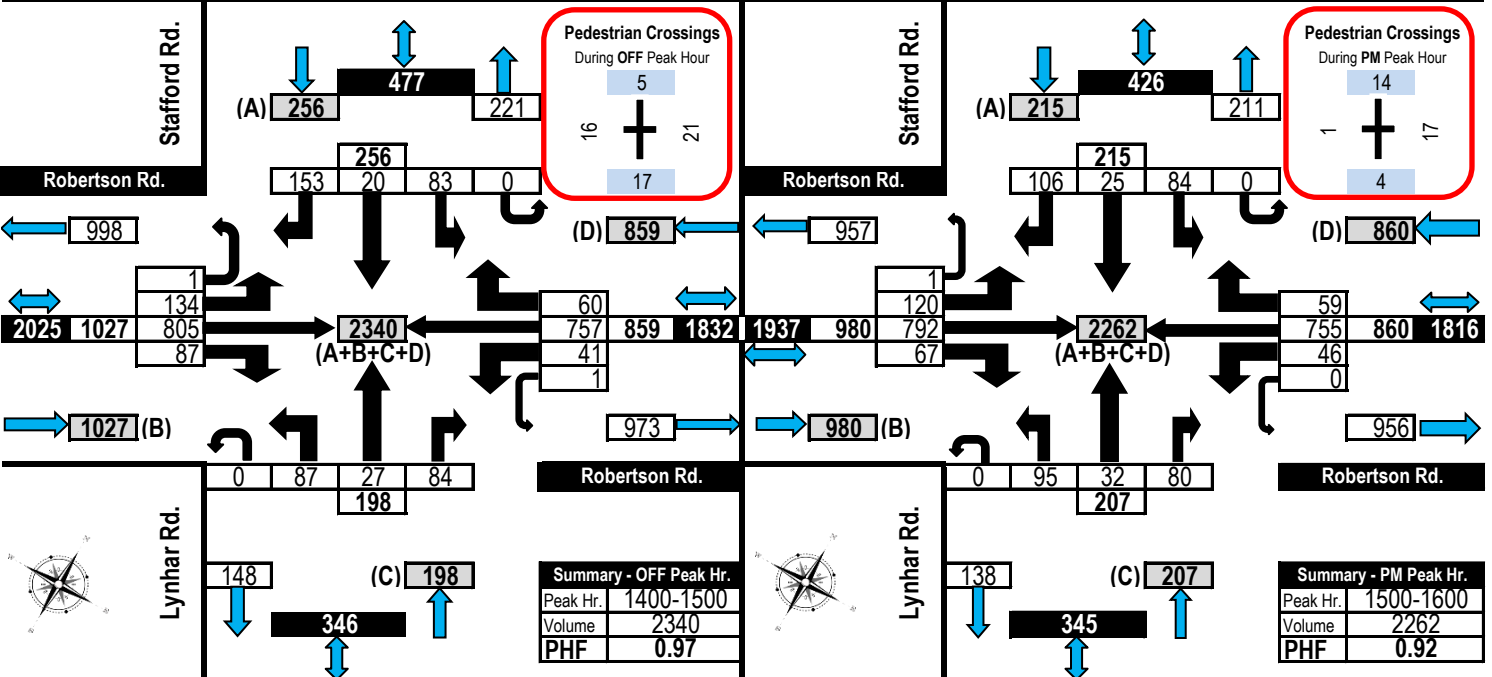 Stafford Rd.
Robertson Rd.
(A) 256
477
221
256
153 20 83 0
Pedestrian Crossings
During OFF Peak Hour
5
16 21
17
998
(D) 859
1
134
805
87
2025 1027
2340
(A+B+C+D)
60
757
41
1
859 1832
1027 (B)
973
0 87 27 84
198
Robertson Rd.
Lynhar Rd.
148
(C) 198
346
Summary - OFF Peak Hr.
Peak Hr. 1400-1500
Volume 2340
PHF 0.97
Stafford Rd.
Robertson Rd.
(A) 215
426
211
215
106 25 84 0
Pedestrian Crossings
During PM Peak Hour
14
1 17
4
957
(D) 860
1
120
792
67
1937 980
2262
(A+B+C+D)
59
755
46
0
860 1816
980 (B)
956
0 95 32 80
207
Robertson Rd.
Lynhar Rd.
138
(C) 207
345
Summary - PM Peak Hr.
Peak Hr. 1500-1600
Volume 2262
PHF 0.92